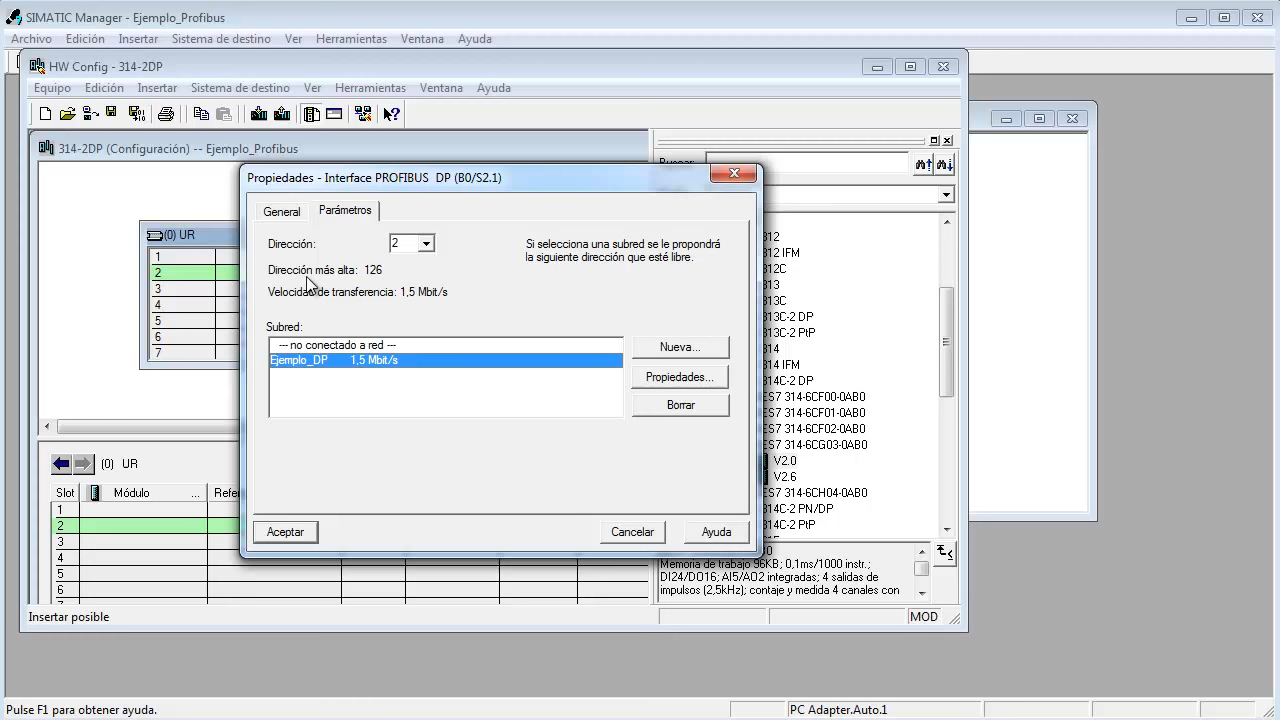 SIMATIC Manager - Ejemplo_Profibus
Archivo Edición Insertar Sistema de destino Ver Herramientas Ventana Ayuda
HW Config - 314-2DP
Equipo Edición Insertar Sistema de destino Ver Herramientas Ventana Ayuda
314-2DP (Configuración) -- Ejemplo_Profibus
(0) UR
1
2
3
4
5
6
7
Propiedades - Interface PROFIBUS DP (B0/S2.1)
General Parámetros
Dirección: 2
Si selecciona una subred se le propondrá
la siguiente dirección que esté libre.
Dirección más alta: 126
Velocidad de transferencia: 1,5 Mbit/s
Subred:
--- no conectado a red ---
Ejemplo_DP 1,5 Mbit/s
Nueva...
Propiedades...
Borrar
Aceptar Cancelar Ayuda
312
312 IFM
312C
313
313C
313C-2 DP
313C-2 PtP
314
314 IFM
314C-2 DP
ES7 314-6CF00-0AB0
ES7 314-6CF01-0AB0
ES7 314-6CF02-0AB0
ES7 314-6CG03-0AB0
V2.0
V2.6
ES7 314-6CH04-0AB0
314C-2 PN/DP
314C-2 PtP
Memoria de trabajo 96KB; 0,1ms/1000 instr.;
DI24/DO16, AI5/AO2 integradas; 4 salidas de
impulsos (2,5kHz), contaje y medida 4 canales con
(0) UR
Slot Módulo ... Refer
1
2
3
4
5
6
7
Insertar posible MOD
Pulse F1 para obtener ayuda. PC Adapter.Auto.1